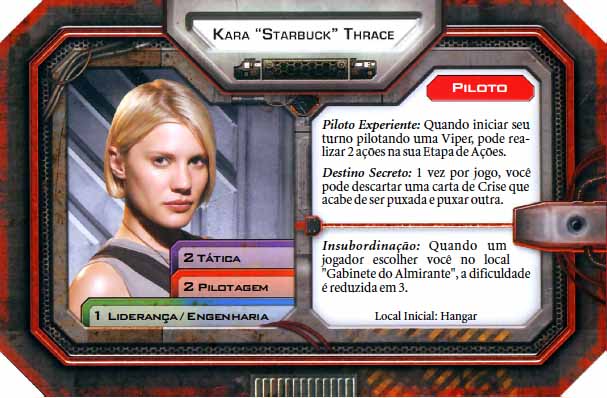 KARA "STARBUCK" THRACE
PILOTO
Piloto Experiente: Quando iniciar seu
turno pilotando uma Viper, pode rea-
lizar 2 ações na sua Etapa de Ações.
Destino Secreto: 1 vez por jogo, você
pode descartar uma carta de Crise que
acabe de ser puxada e puxar outra.
Insubordinação: Quando um
jogador escolher você no local
"Gabinete do Almirante", a dificuldade
é reduzida em 3.
Local Inicial: Hangar
2 TÁTICA
2 PILOTAGEM
1 LIDERANÇA/ENGENHARIA